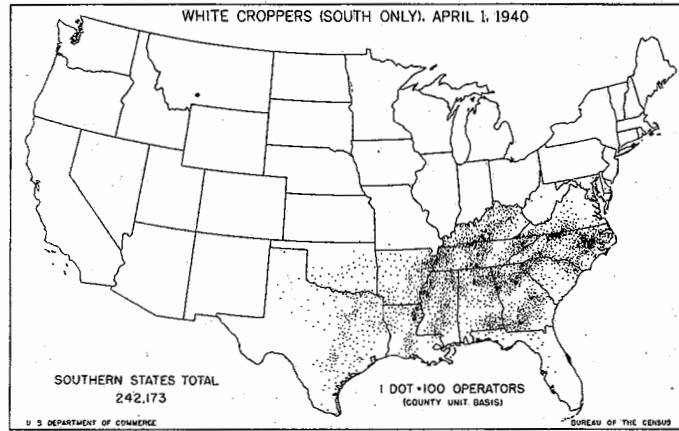 WHITE CROPPERS (SOUTH ONLY), APRIL 1, 1940
SOUTHERN STATES TOTAL
242,173
1 DOT = 100 OPERATORS
(COUNTY UNIT BASIS)
U S DEPARTMENT OF COMMERCE
BUREAU OF THE CENSUS